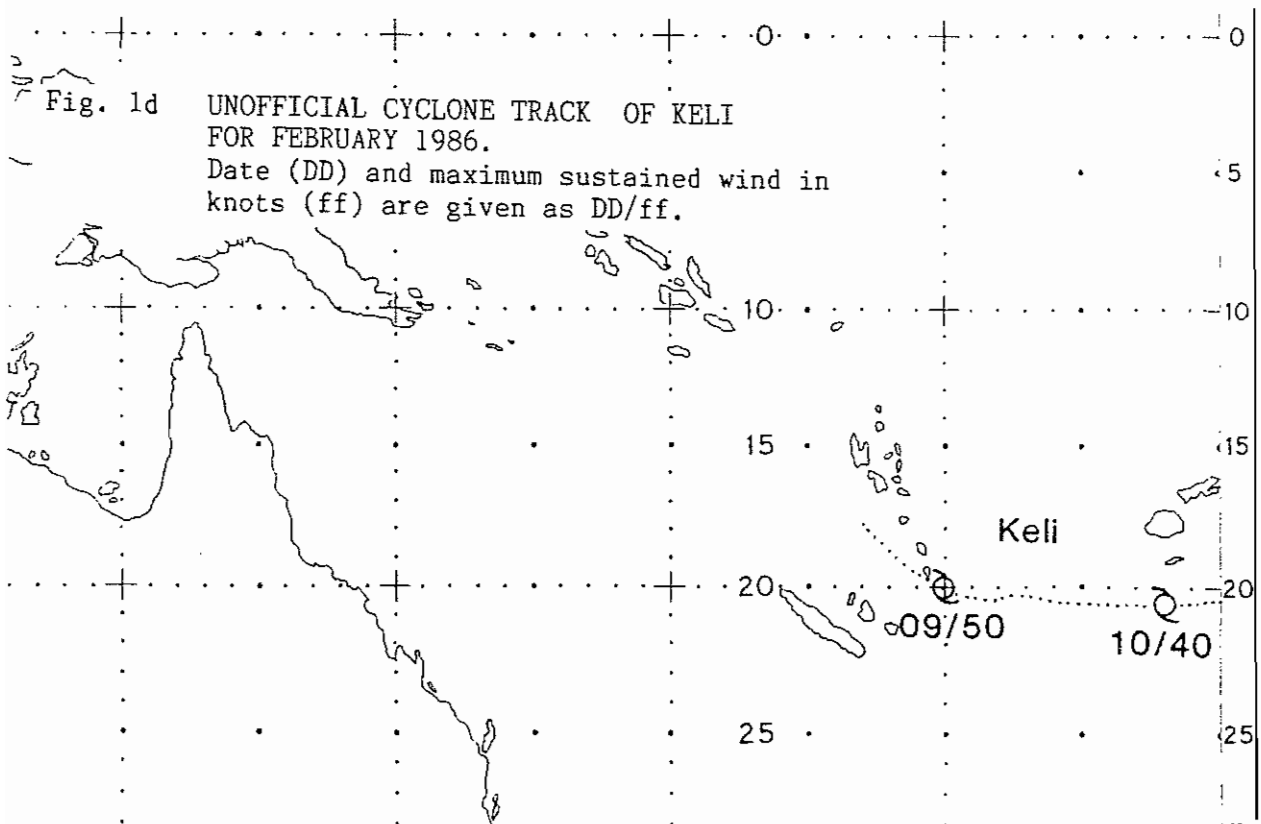 0 0
Fig. 1d UNOFFICIAL CYCLONE TRACK OF KELI
FOR FEBRUARY 1986.
Date (DD) and maximum sustained wind in
knots (ff) are given as DD/ff.
5
10 10
15 15
Keli
20 20
09/50 10/40
25 25